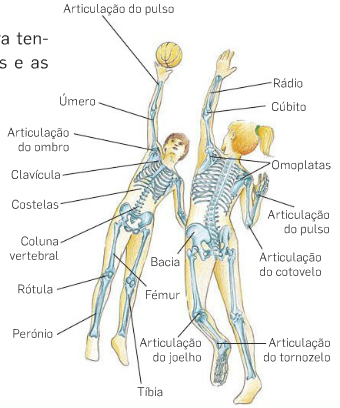 Articulação do pulso
a ten-
s e as
Úmero
Articulação
do ombro
Clavícula
Costelas
Coluna
vertebral
Rótula
Perónio
Rádio
Cúbito
Omoplatas
Articulação
do pulso
Articulação
do cotovelo
Bacia
Fémur
Articulação
do joelho
Articulação
do tornozelo
Tíbia